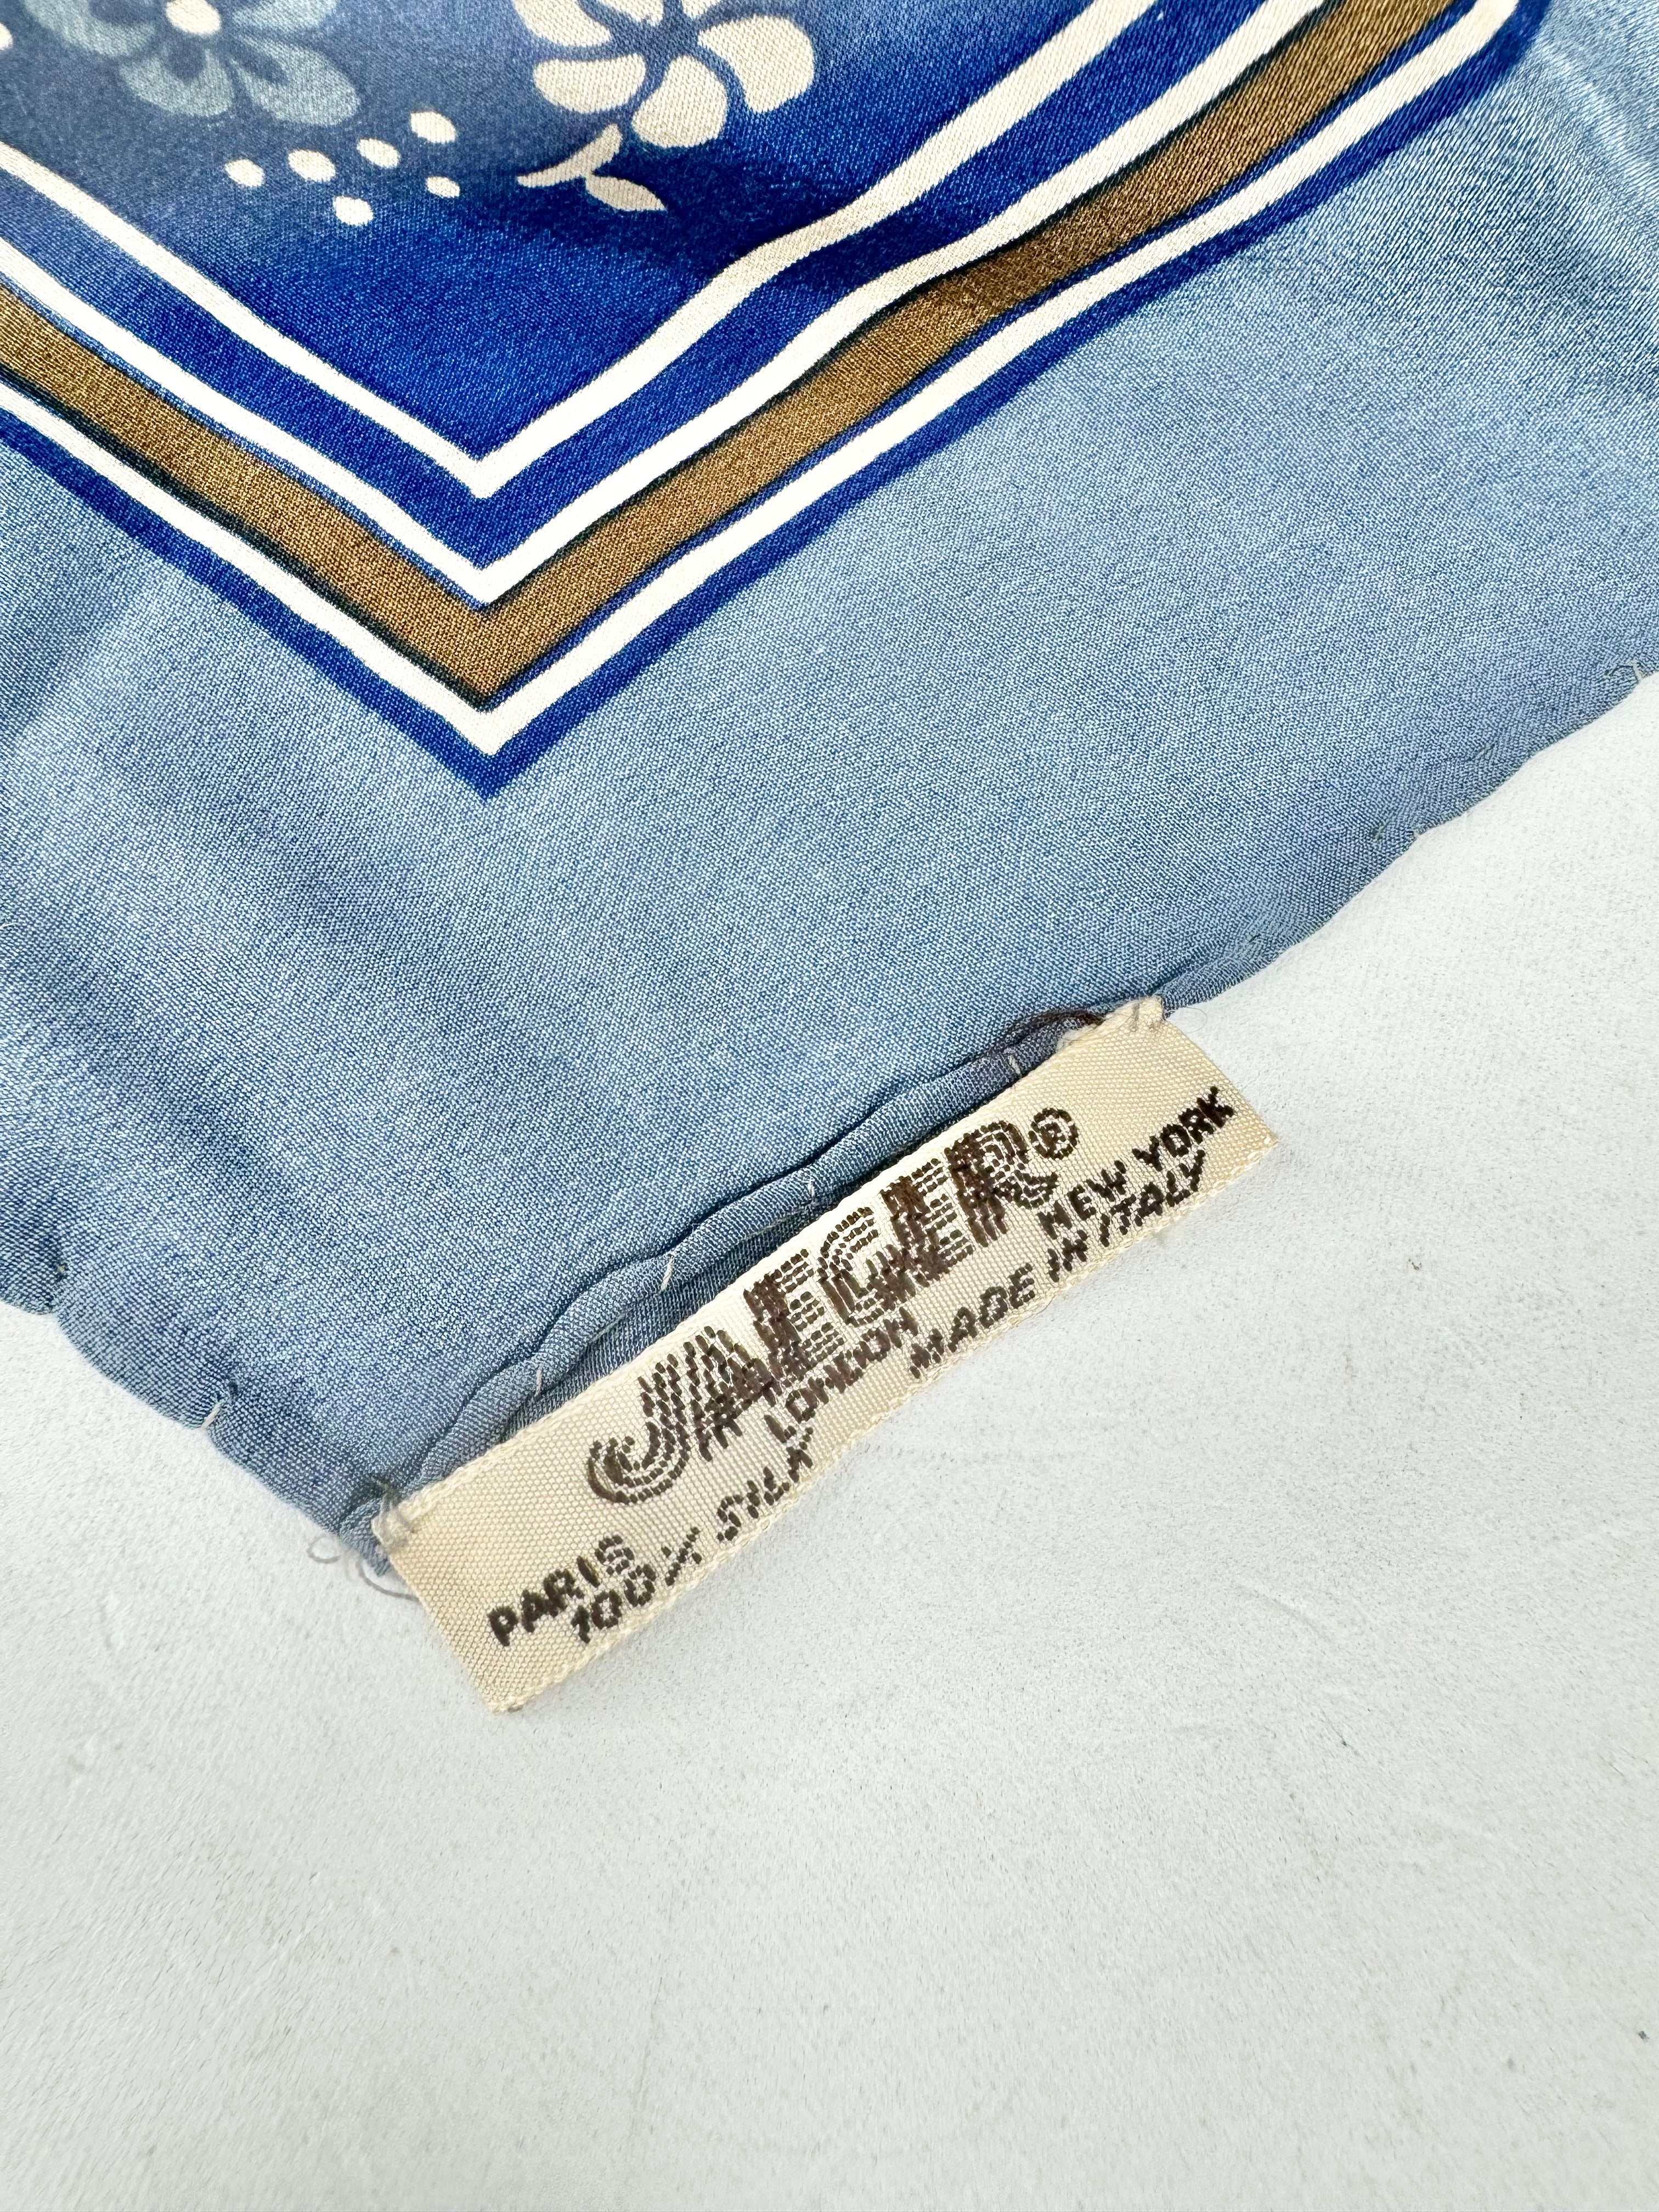 JAEGER®
PARIS LONDON NEW YORK
100% SILK MADE IN ITALY